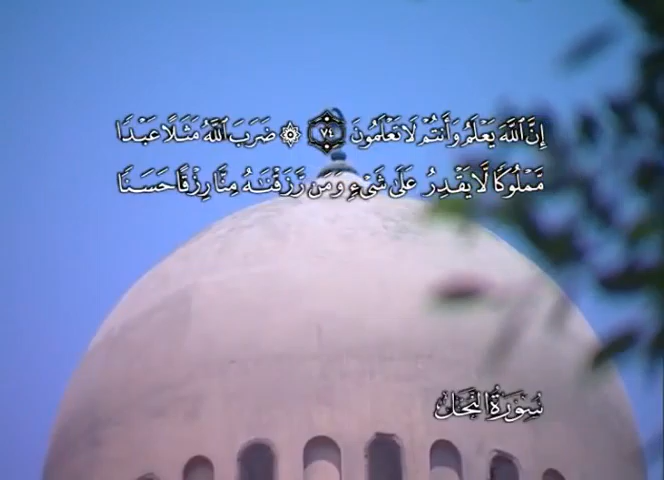 إِنَّ ٱللَّهَ يَعْلَمُ وَأَنتُمْ لَا تَعْلَمُونَ ٧٤ ۞ ضَرَبَ ٱللَّهُ مَثَلًا عَبْدًا
مَّمْلُوكًا لَّا يَقْدِرُ عَلَىٰ شَىْءٍ وَمَن رَّزَقْنَـٰهُ مِنَّا رِزْقًا حَسَنًا
سُورَةُ النَّحْلِ